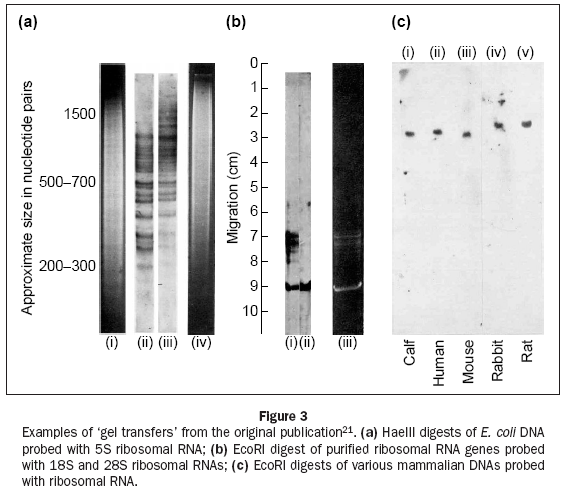 (a)
Approximate size in nucleotide pairs
1500
500–700
200–300
(i)
(ii)
(iii)
(iv)
(b)
Migration (cm)
0
1
2
3
4
5
6
7
8
9
10
(i) (ii)
(iii)
(c)
(i) (ii) (iii) (iv) (v)
Calf
Human
Mouse
Rabbit
Rat
Figure 3
Examples of ‘gel transfers’ from the original publication21. (a) HaeIII digests of E. coli DNA
probed with 5S ribosomal RNA; (b) EcoRI digest of purified ribosomal RNA genes probed
with 18S and 28S ribosomal RNAs; (c) EcoRI digests of various mammalian DNAs probed
with ribosomal RNA.